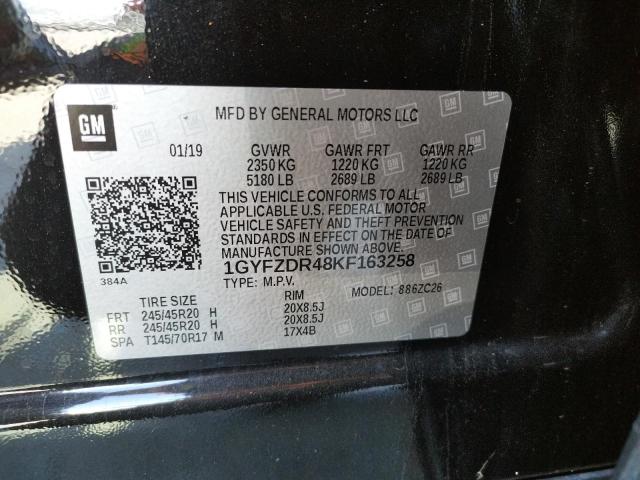 GM
MFD BY GENERAL MOTORS LLC
01/19 GVWR GAWR FRT GAWR RR
2350 KG 1220 KG 1220 KG
5180 LB 2689 LB 2689 LB
THIS VEHICLE CONFORMS TO ALL
APPLICABLE U.S. FEDERAL MOTOR
VEHICLE SAFETY AND THEFT PREVENTION
STANDARDS IN EFFECT ON THE DATE OF
MANUFACTURE SHOWN ABOVE.
1GYFZDR48KF163258
384A
TYPE: M.P.V. MODEL: 886ZC26
TIRE SIZE RIM
FRT 245/45R20 H 20X8.5J
RR 245/45R20 H 20X8.5J
SPA T145/70R17 M 17X4B